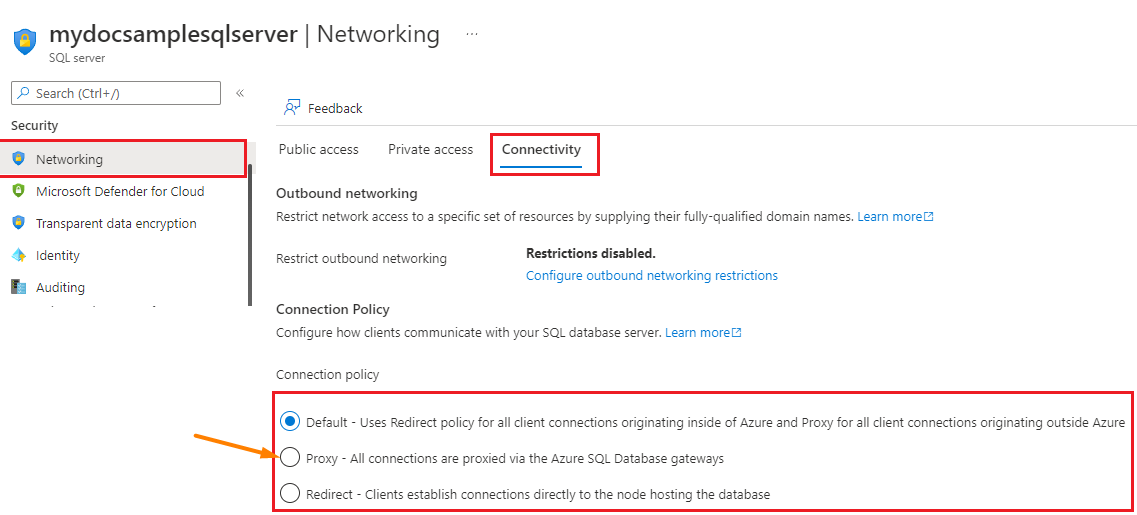 mydocsamplesqlserver | Networking ...
SQL server
Search (Ctrl+/)
«
Feedback
Security
Networking
Microsoft Defender for Cloud
Transparent data encryption
Identity
Auditing
Public access
Private access
Connectivity
Outbound networking
Restrict network access to a specific set of resources by supplying their fully-qualified domain names. Learn more
Restrict outbound networking
Restrictions disabled.
Configure outbound networking restrictions
Connection Policy
Configure how clients communicate with your SQL database server. Learn more
Connection policy
Default - Uses Redirect policy for all client connections originating inside of Azure and Proxy for all client connections originating outside Azure
Proxy - All connections are proxied via the Azure SQL Database gateways
Redirect - Clients establish connections directly to the node hosting the database